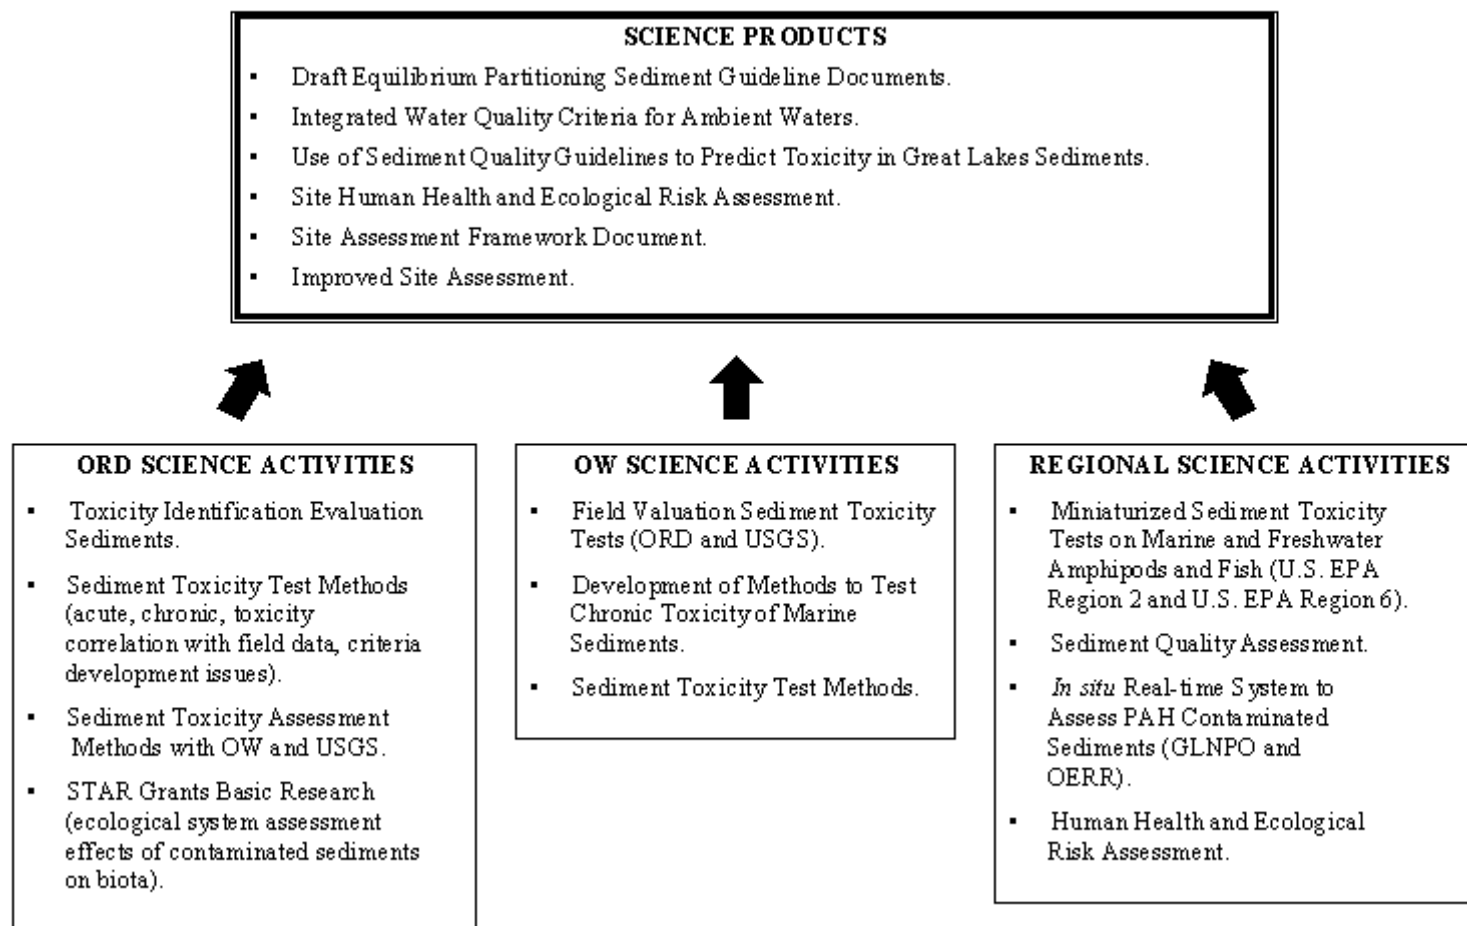 SCIENCE PRODUCTS
▪ Draft Equilibrium Partitioning Sediment Guideline Documents.
▪ Integrated Water Quality Criteria for Ambient Waters.
▪ Use of Sediment Quality Guidelines to Predict Toxicity in Great Lakes Sediments.
▪ Site Human Health and Ecological Risk Assessment.
▪ Site Assessment Framework Document.
▪ Improved Site Assessment.
ORD SCIENCE ACTIVITIES
▪ Toxicity Identification Evaluation
Sediments.
▪ Sediment Toxicity Test Methods
(acute, chronic, toxicity
correlation with field data, criteria
development issues).
▪ Sediment Toxicity Assessment
Methods with OW and USGS.
▪ STAR Grants Basic Research
(ecological system assessment
effects of contaminated sediments
on biota).
OW SCIENCE ACTIVITIES
▪ Field Valuation Sediment Toxicity
Tests (ORD and USGS).
▪ Development of Methods to Test
Chronic Toxicity of Marine
Sediments.
▪ Sediment Toxicity Test Methods.
REGIONAL SCIENCE ACTIVITIES
▪ Miniaturized Sediment Toxicity
Tests on Marine and Freshwater
Amphipods and Fish (U.S. EPA
Region 2 and U.S. EPA Region 6).
▪ Sediment Quality Assessment.
▪ In situ Real-time System to
Assess PAH Contaminated
Sediments (GLNPO and
OERR).
▪ Human Health and Ecological
Risk Assessment.